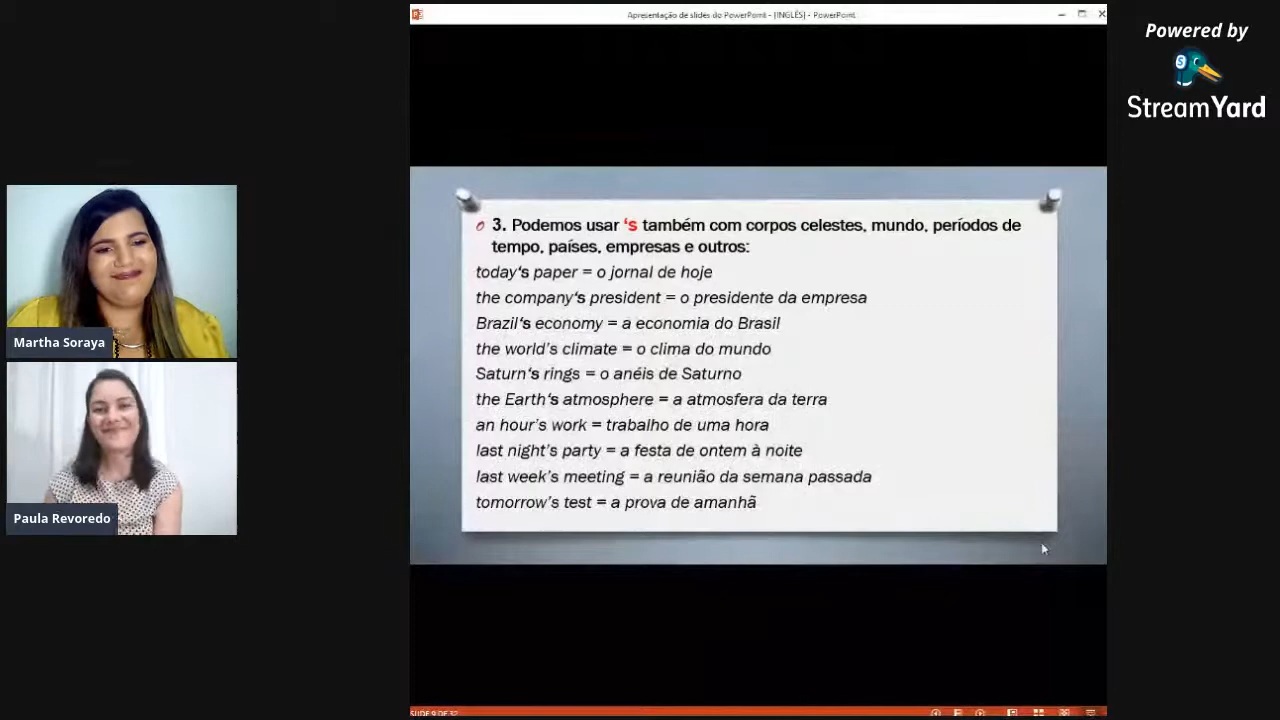 Apresentação de slides do PowerPoint - [INGLÊS] - PowerPoint
Powered by
StreamYard
Martha Soraya
Paula Revoredo
3. Podemos usar ‘s também com corpos celestes, mundo, períodos de
tempo, países, empresas e outros:
today‘s paper = o jornal de hoje
the company‘s president = o presidente da empresa
Brazil‘s economy = a economia do Brasil
the world’s climate = o clima do mundo
Saturn‘s rings = o anéis de Saturno
the Earth‘s atmosphere = a atmosfera da terra
an hour’s work = trabalho de uma hora
last night’s party = a festa de ontem à noite
last week’s meeting = a reunião da semana passada
tomorrow’s test = a prova de amanhã
SLIDE 9 DE 32